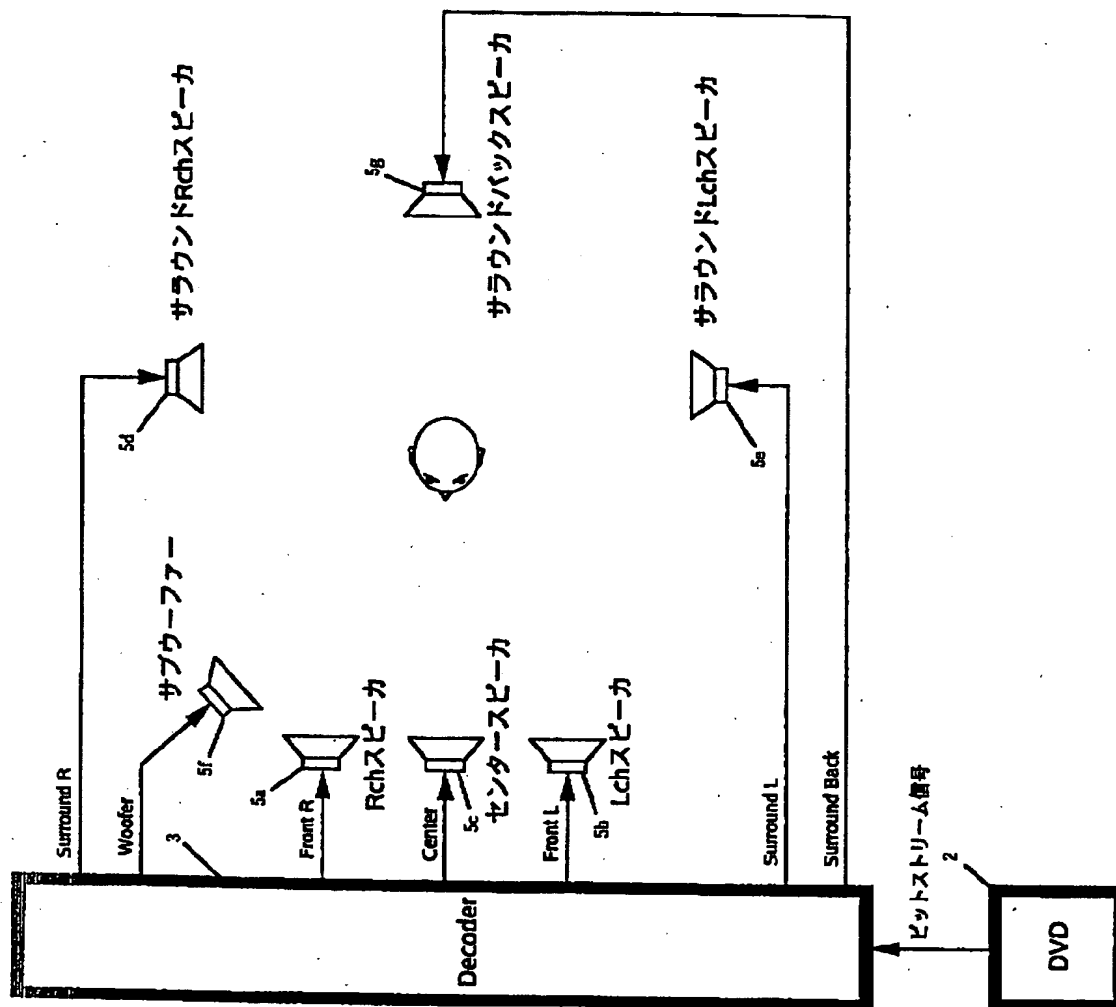 DVD
2
ビットストリーム信号
Decoder
3
Surround Back
Surround L
Front L
Center
Front R
Woofer
Surround R
5b
5c
5a
5f
Lchスピーカ
センタースピーカ
Rchスピーカ
サブウーファー
5e
5d
サラウンドLchスピーカ
サラウンドRchスピーカ
5g
サラウンドバックスピーカ